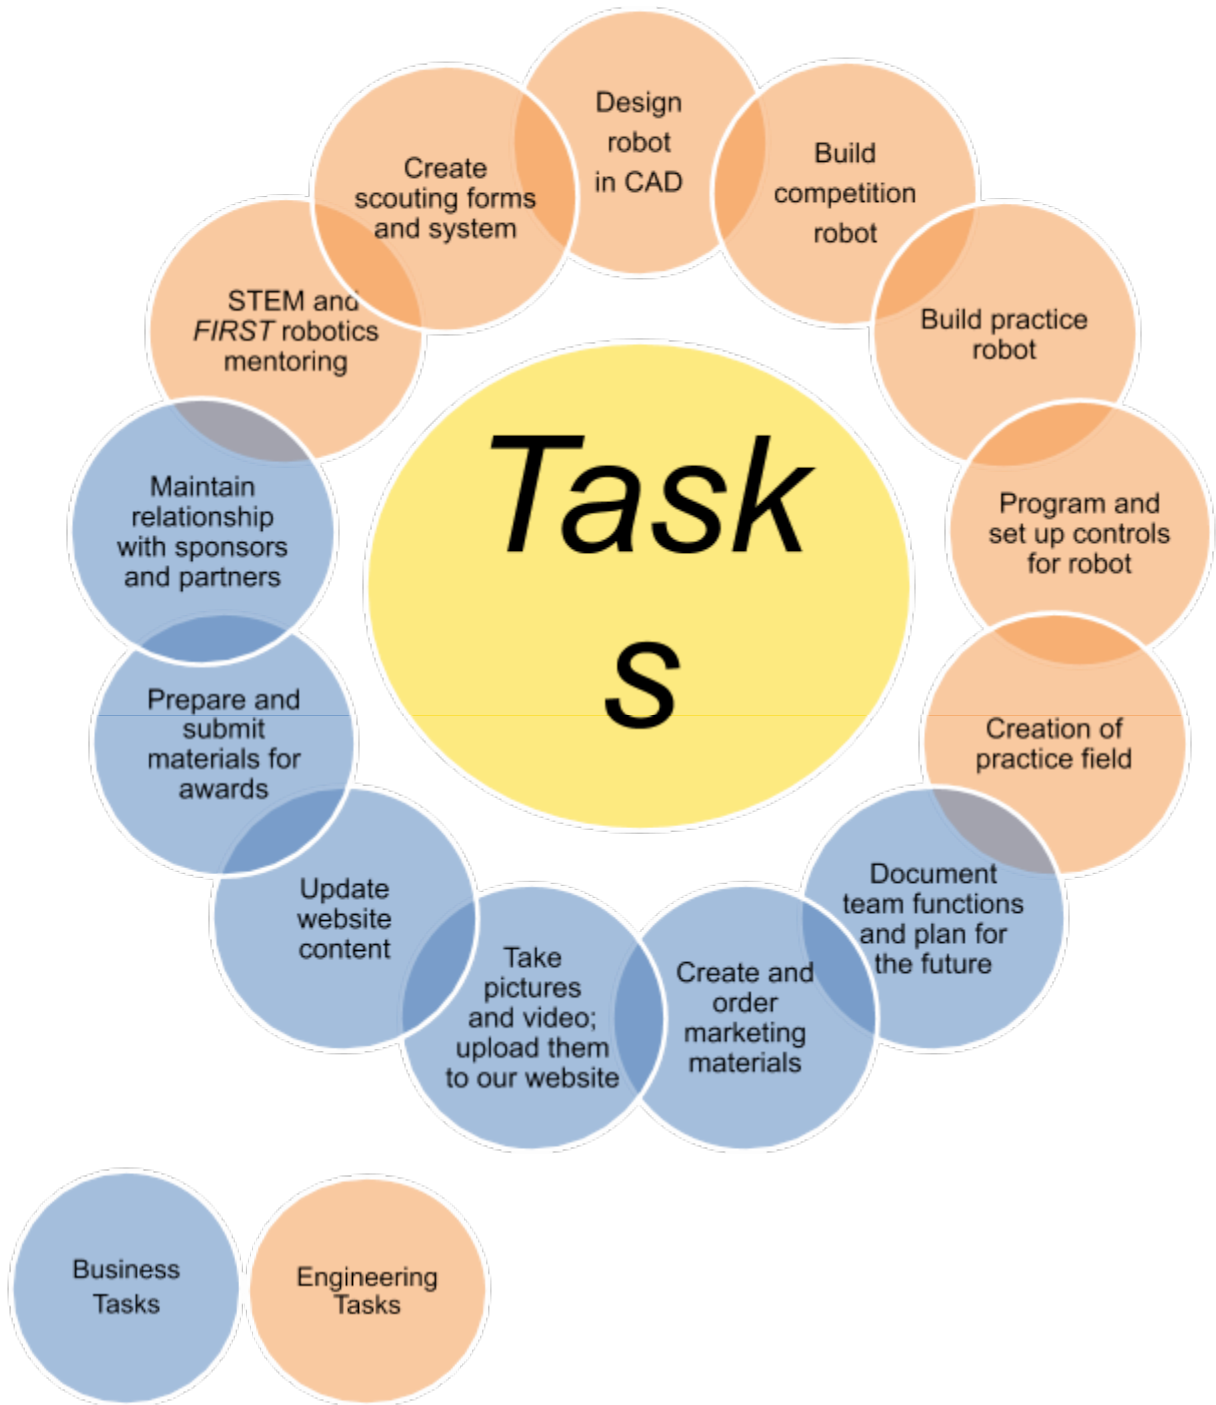 Design
robot
in CAD
Build
competition
robot
Build practice
robot
Program and
set up controls
for robot
Creation of
practice field
Document
team functions
and plan for
the future
Create and
order
marketing
materials
Take
pictures
and video;
upload them
to our website
Update
website
content
Prepare and
submit
materials for
awards
Maintain
relationship
with sponsors
and partners
STEM and
FIRST robotics
mentoring
Create
scouting forms
and system
Task
s
Business
Tasks
Engineering
Tasks